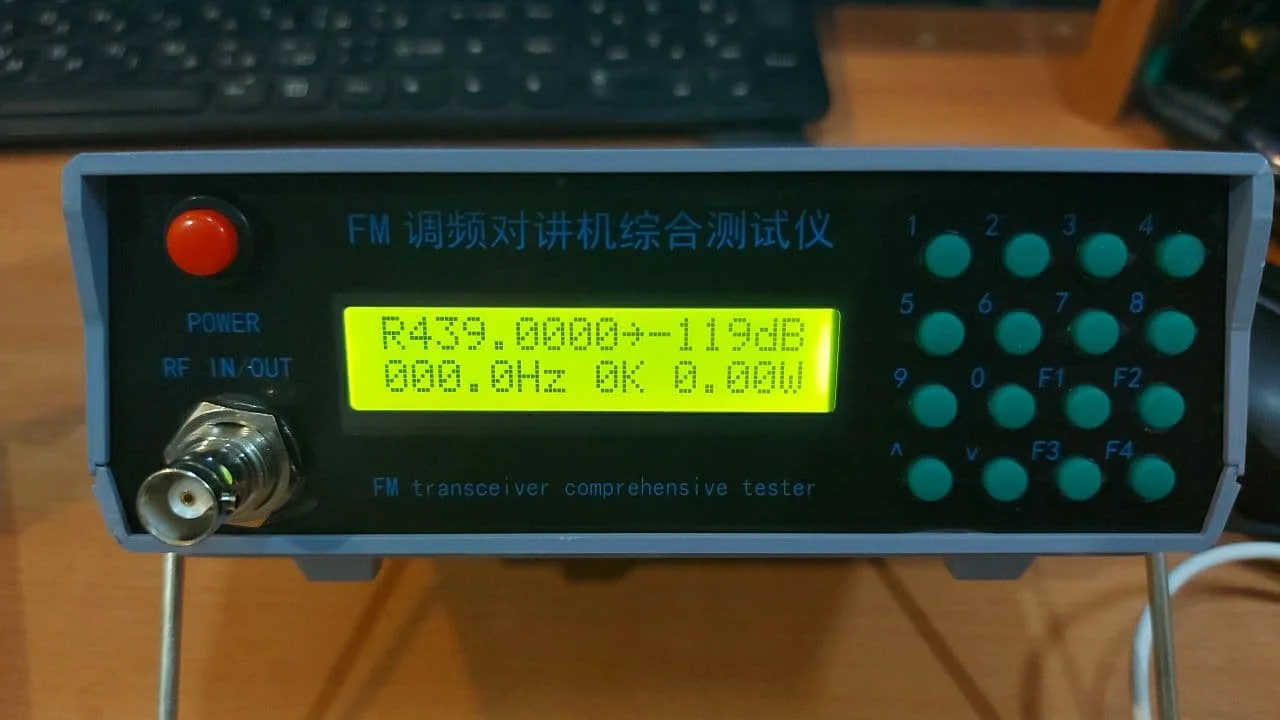 FM 调频对讲机综合测试仪
POWER
RF IN/OUT
R439.0000→-119dB
000.0Hz 0K 0.00W
FM transceiver comprehensive tester
1 2 3 4
5 6 7 8
9 0 F1 F2
^ v F3 F4